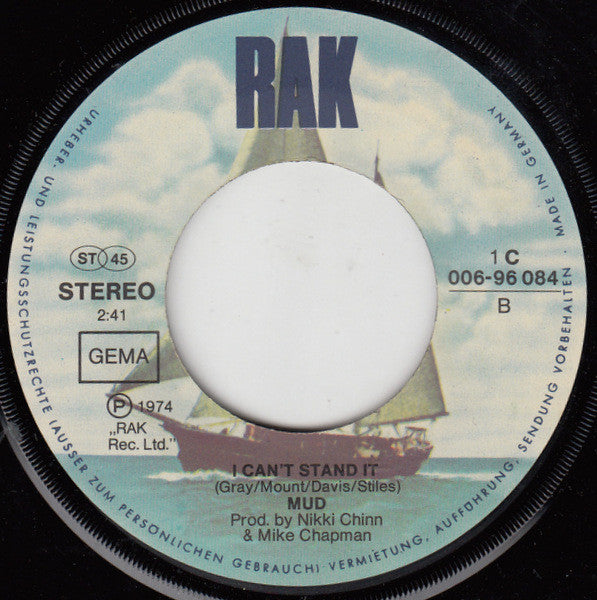 RAK
URHEBER- UND LEISTUNGSSCHUTZRECHTE (AUSSER ZUM PERSÖNLICHEN GEBRAUCH) VERMIETUNG, AUFFÜHRUNG, SENDUNG VORBEHALTEN · MADE IN GERMANY
ST 45
STEREO
2:41
GEMA
Ⓟ 1974
„RAK
Rec. Ltd."
1 C
006-96 084
B
I CAN'T STAND IT
(Gray/Mount/Davis/Stiles)
MUD
Prod. by Nikki Chinn
& Mike Chapman